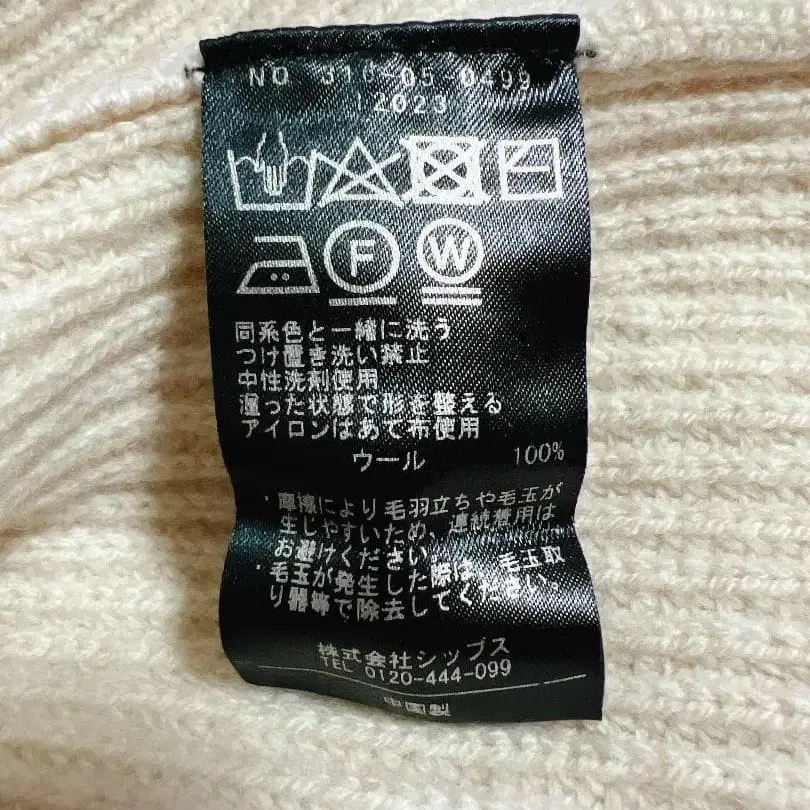 NO 310-05-0499
2023
F W
同系色と一緒に洗う
つけ置き洗い禁止
中性洗剤使用
湿った状態で形を整える
アイロンはあて布使用
ウール 100%
・摩擦により毛羽立ちや毛玉が
生じやすいため、連続着用は
お避けください。
・毛玉が発生した際は、毛玉取
り器等で除去してください。
株式会社シップス
TEL 0120-444-099
中国製